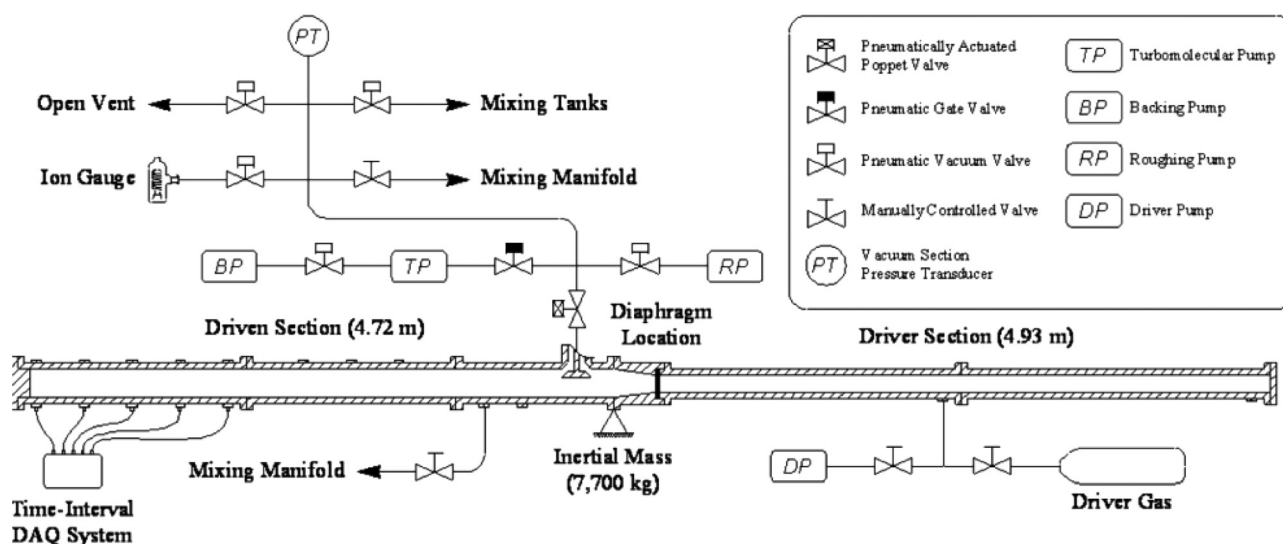 PT
Open Vent
Mixing Tanks
Ion Gauge
Mixing Manifold
BP
TP
RP
Driven Section (4.72 m)
Diaphragm
Location
Driver Section (4.93 m)
Mixing Manifold
Inertial Mass
(7,700 kg)
DP
Driver Gas
Time-Interval
DAQ System
Pneumatically Actuated
Poppet Valve
TP
Turbomolecular Pump
Pneumatic Gate Valve
BP
Backing Pump
Pneumatic Vacuum Valve
RP
Roughing Pump
Manually Controlled Valve
DP
Driver Pump
PT
Vacuum Section
Pressure Transducer